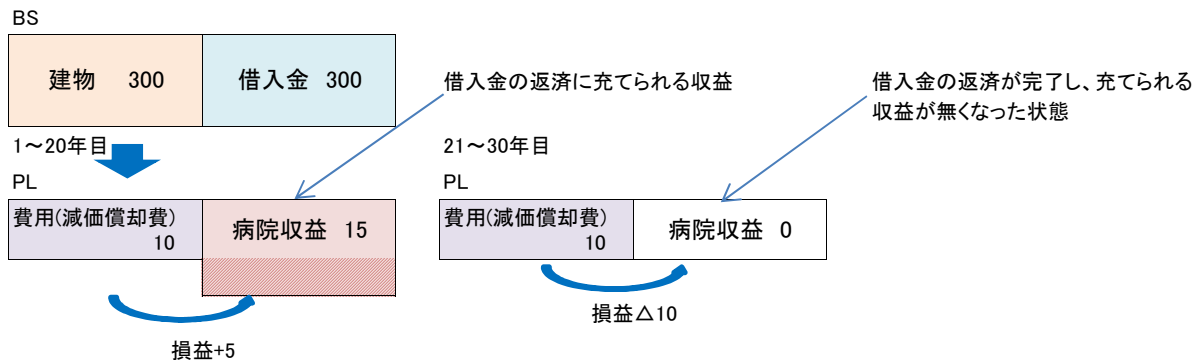 BS
建物　300
借入金 300
借入金の返済に充てられる収益
借入金の返済が完了し、充てられる
収益が無くなった状態
1～20年目
21～30年目
PL
費用(減価償却費)
10
病院収益 15
PL
費用(減価償却費)
10
病院収益 0
損益+5
損益△10